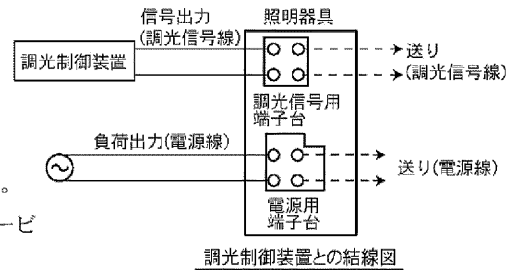 信号出力
(調光信号線)
照明器具
調光制御装置
送り
(調光信号線)
調光信号用
端子台
負荷出力(電源線)
送り(電源線)
。
ービ
電源用
端子台
調光制御装置との結線図